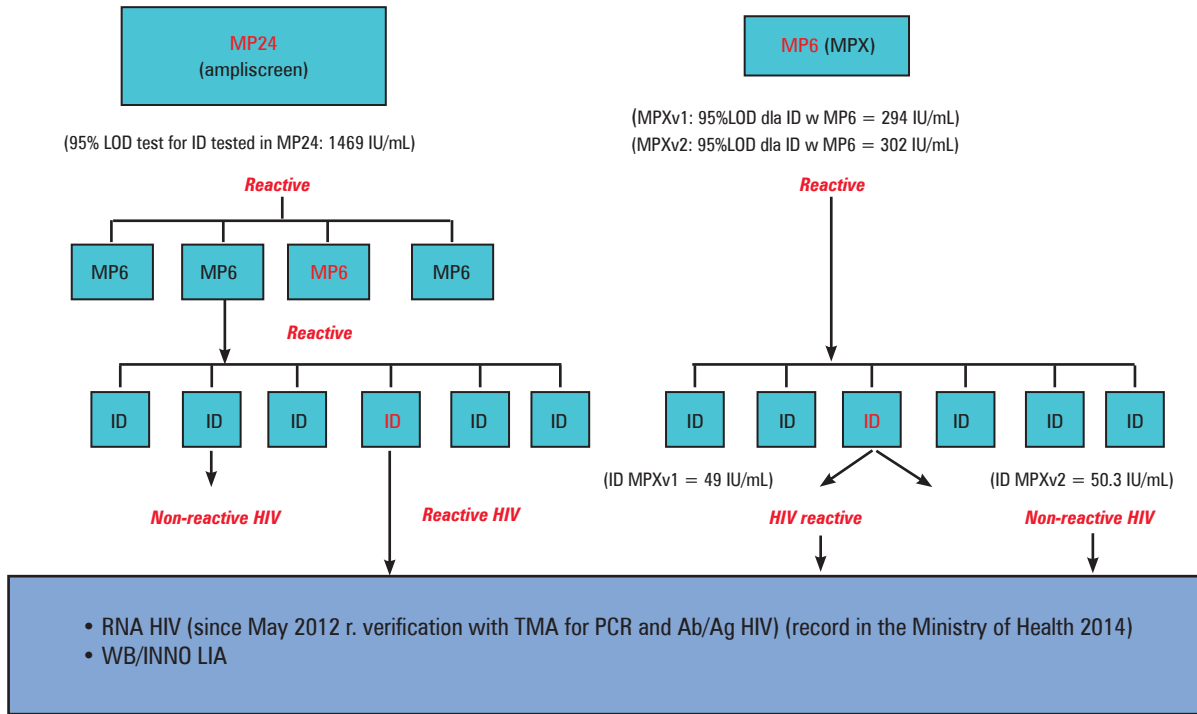 MP24
(ampliscreen)
MP6 (MPX)
(95% LOD test for ID tested in MP24: 1469 IU/mL)
(MPXv1: 95%LOD dla ID w MP6 = 294 IU/mL)
(MPXv2: 95%LOD dla ID w MP6 = 302 IU/mL)
Reactive
Reactive
MP6
MP6
MP6
MP6
Reactive
ID
ID
ID
ID
ID
ID
ID
ID
ID
ID
ID
ID
(ID MPXv1 = 49 IU/mL)
(ID MPXv2 = 50.3 IU/mL)
Non-reactive HIV
Reactive HIV
HIV reactive
Non-reactive HIV
• RNA HIV (since May 2012 r. verification with TMA for PCR and Ab/Ag HIV) (record in the Ministry of Health 2014)
• WB/INNO LIA